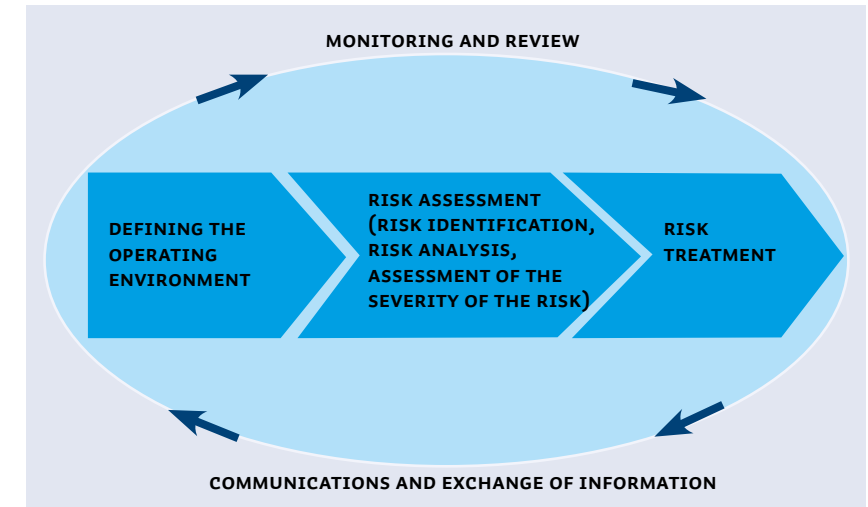 MONITORING AND REVIEW
DEFINING THE
OPERATING
ENVIRONMENT
RISK ASSESSMENT
(RISK IDENTIFICATION,
RISK ANALYSIS,
ASSESSMENT OF THE
SEVERITY OF THE RISK)
RISK
TREATMENT
COMMUNICATIONS AND EXCHANGE OF INFORMATION